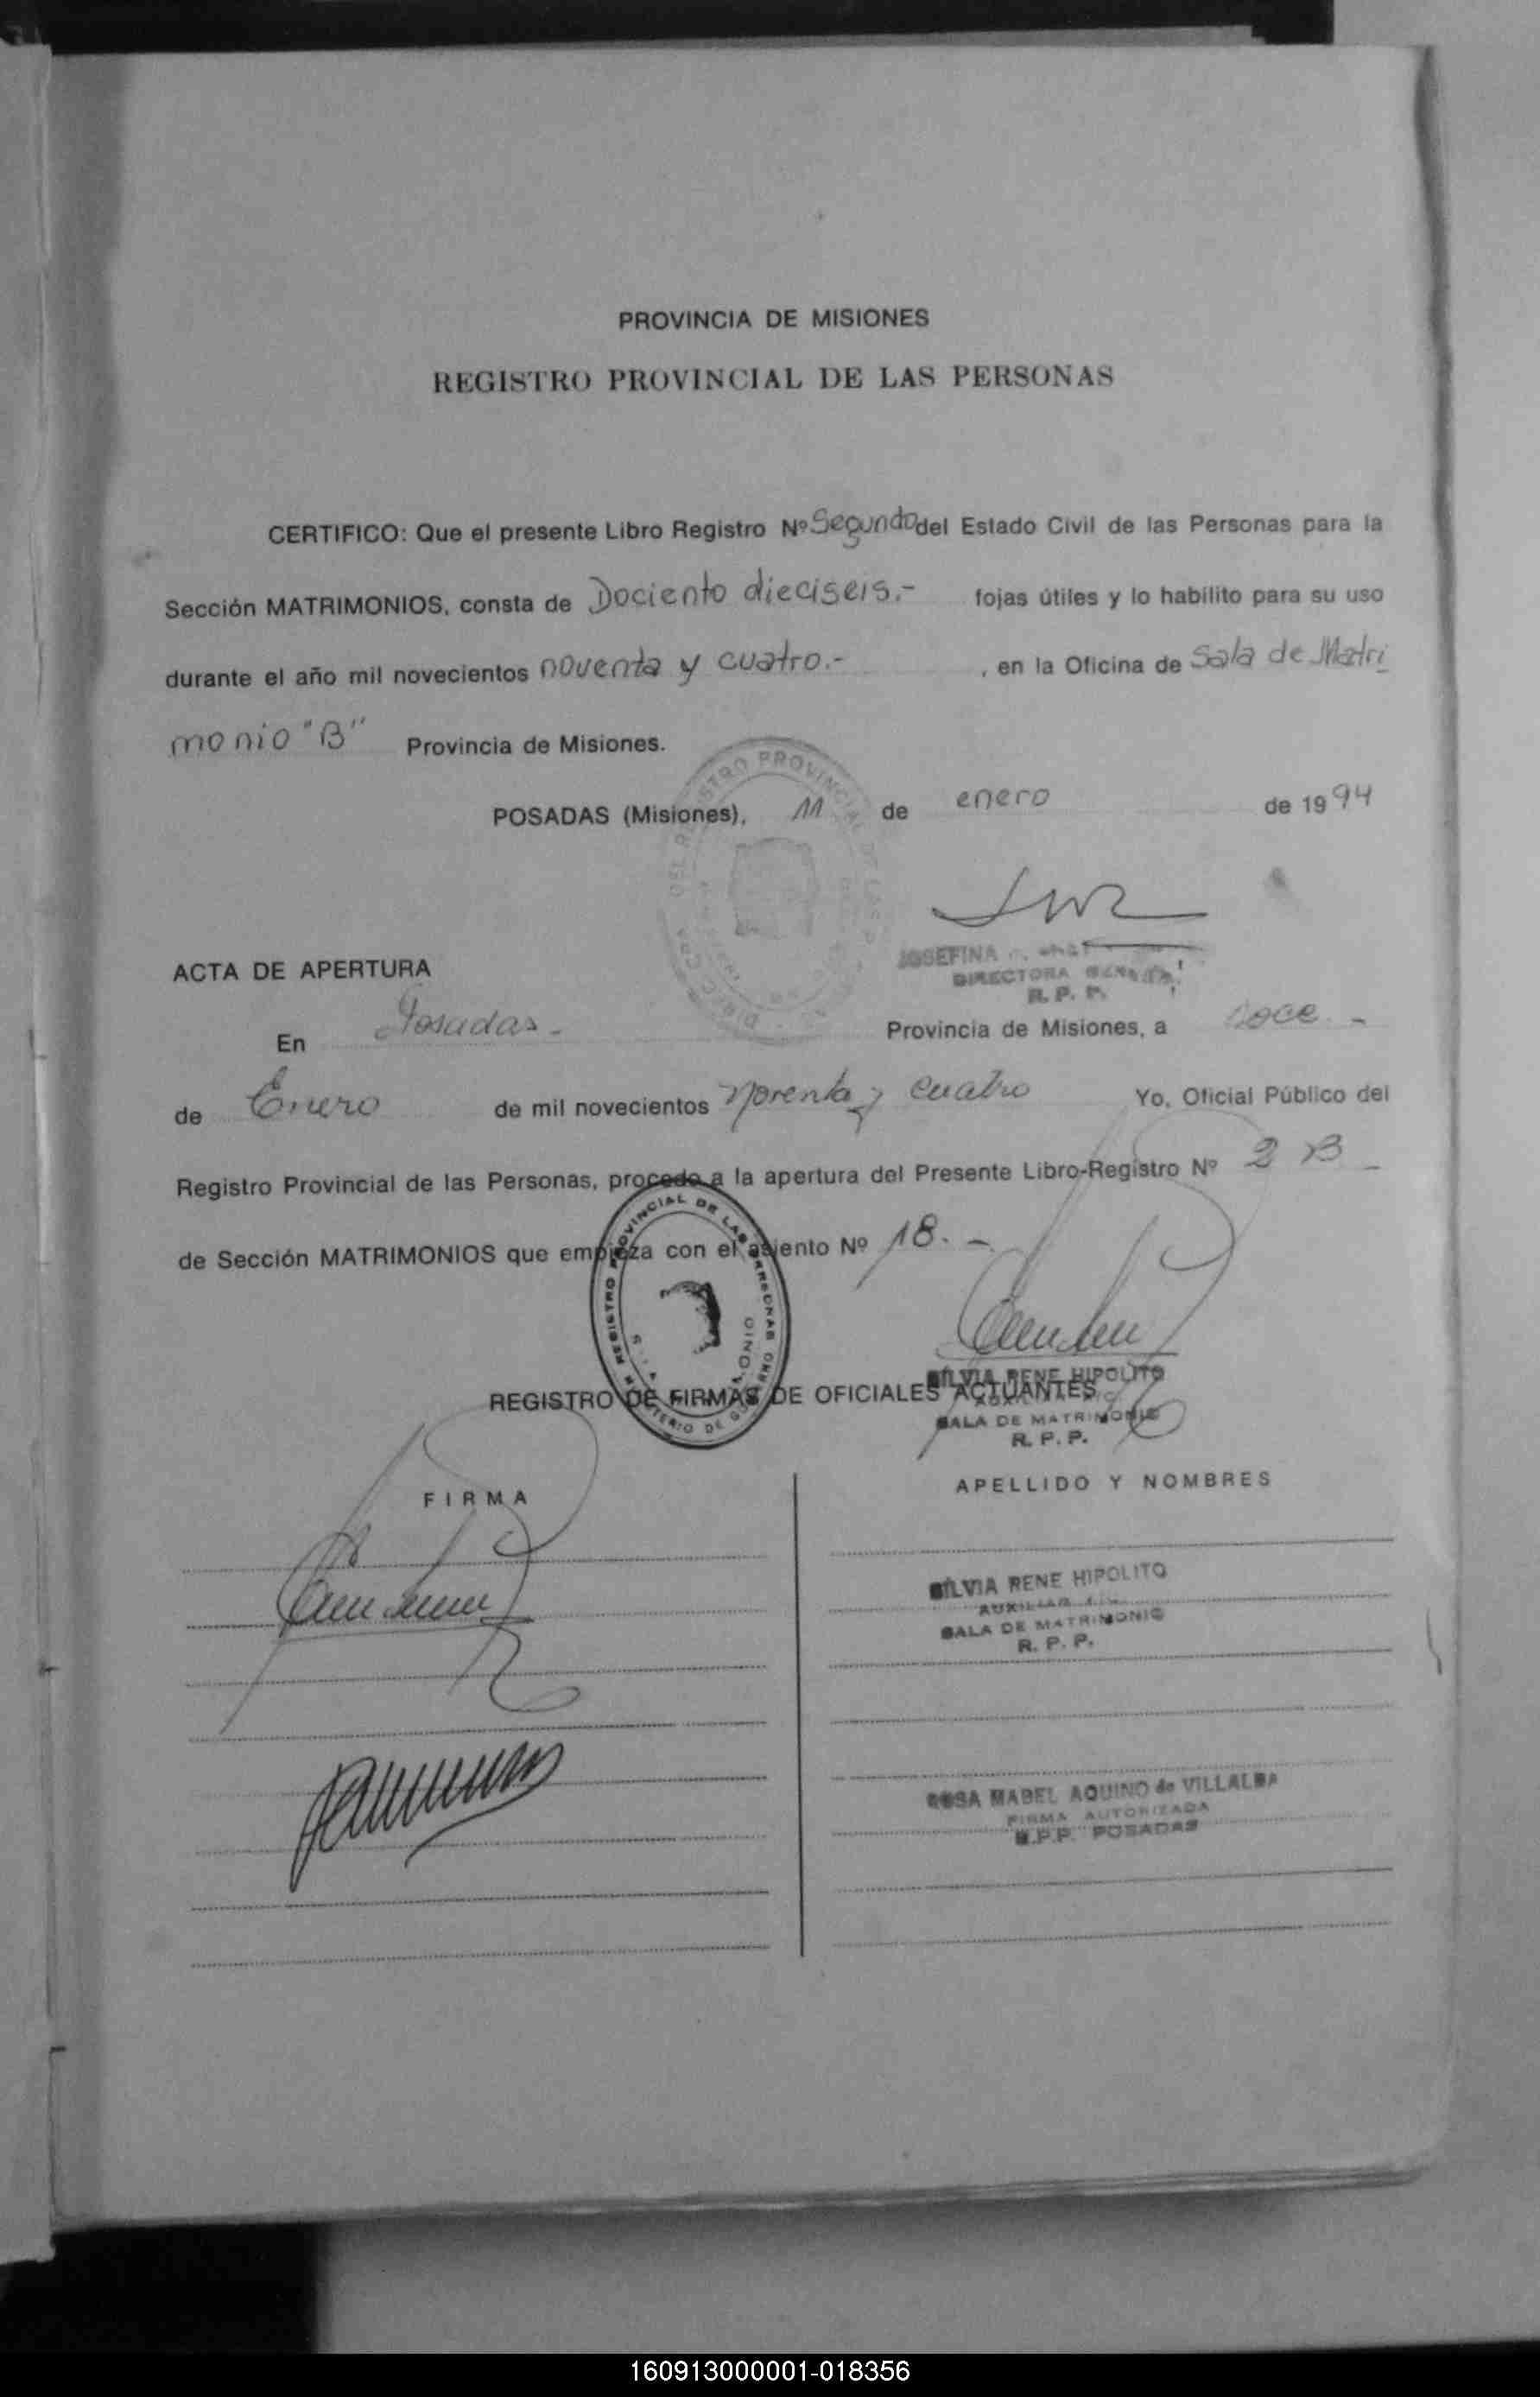 PROVINCIA DE MISIONES
REGISTRO PROVINCIAL DE LAS PERSONAS
CERTIFICO: Que el presente Libro Registro Nº Segundo del Estado Civil de las Personas para la
Sección MATRIMONIOS, consta de Dociento dieciseis.- fojas útiles y lo habilito para su uso
durante el año mil novecientos noventa y cuatro.- , en la Oficina de Sala de Matri
monio "B" Provincia de Misiones.
POSADAS (Misiones), 11 de enero de 1994
JOSEFINA
DIRECTORA
R. P. P.
ACTA DE APERTURA
En Posadas - Provincia de Misiones, a doce. -
de Enero de mil novecientos noventa y cuatro Yo, Oficial Público del
Registro Provincial de las Personas, procedo a la apertura del Presente Libro-Registro Nº 2 B -
de Sección MATRIMONIOS que empieza con el asiento Nº 18. -
SILVIA RENE HIPOLITO
SALA DE MATRIMONIO
R. P. P.
REGISTRO DE FIRMAS DE OFICIALES ACTUANTES
FIRMA
APELLIDO Y NOMBRES
SILVIA RENE HIPOLITO
AUXILIAR
SALA DE MATRIMONIO
R. P. P.
ROSA MABEL AQUINO de VILLALBA
FIRMA AUTORIZADA
R.P.P. POSADAS
160913000001-018356